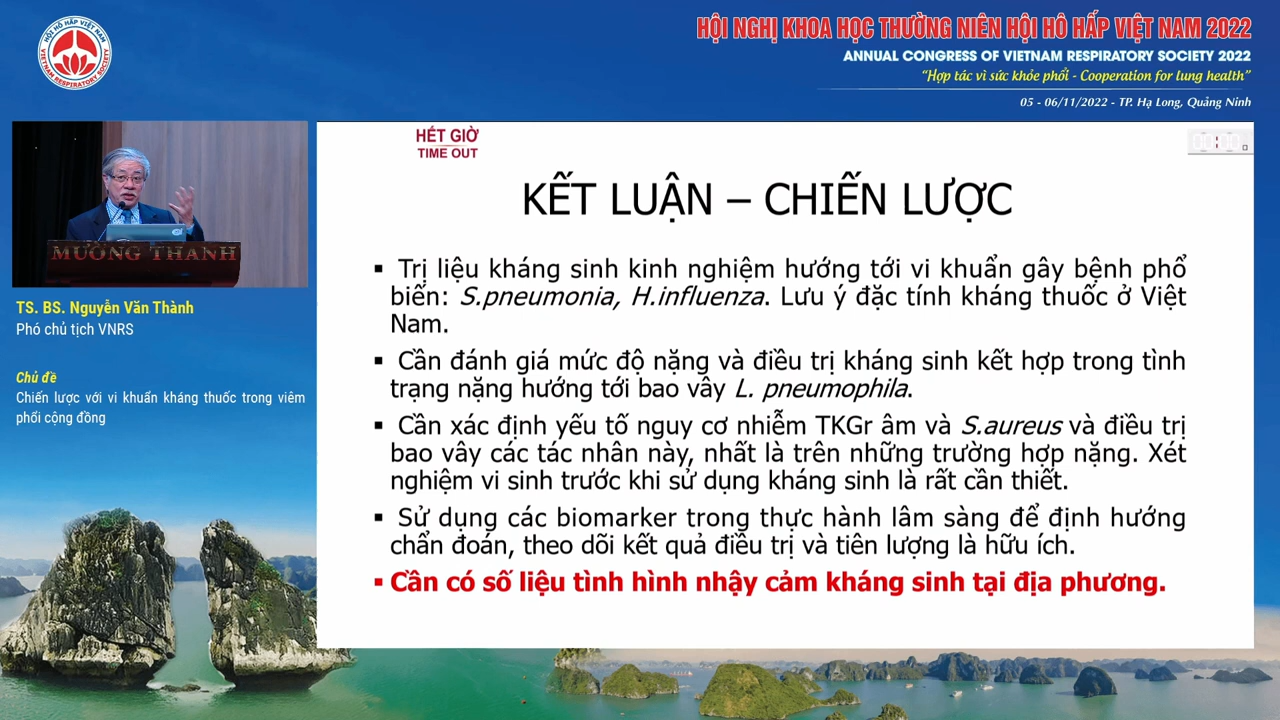 HỘI HÔ HẤP VIỆT NAM
VIETNAM RESPIRATORY SOCIETY
HỘI NGHỊ KHOA HỌC THƯỜNG NIÊN HỘI HÔ HẤP VIỆT NAM 2022
ANNUAL CONGRESS OF VIETNAM RESPIRATORY SOCIETY 2022
“Hợp tác vì sức khỏe phổi - Cooperation for lung health”
05 - 06/11/2022 - TP. Hạ Long, Quảng Ninh
MƯỜNG THANH
TS. BS. Nguyễn Văn Thành
Phó chủ tịch VNRS
Chủ đề
Chiến lược với vi khuẩn kháng thuốc trong viêm
phổi cộng đồng
HẾT GIỜ
TIME OUT
KẾT LUẬN – CHIẾN LƯỢC
▪ Trị liệu kháng sinh kinh nghiệm hướng tới vi khuẩn gây bệnh phổ
biến: S.pneumonia, H.influenza. Lưu ý đặc tính kháng thuốc ở Việt
Nam.
▪ Cần đánh giá mức độ nặng và điều trị kháng sinh kết hợp trong tình
trạng nặng hướng tới bao vây L. pneumophila.
▪ Cần xác định yếu tố nguy cơ nhiễm TKGr âm và S.aureus và điều trị
bao vây các tác nhân này, nhất là trên những trường hợp nặng. Xét
nghiệm vi sinh trước khi sử dụng kháng sinh là rất cần thiết.
▪ Sử dụng các biomarker trong thực hành lâm sàng để định hướng
chẩn đoán, theo dõi kết quả điều trị và tiên lượng là hữu ích.
▪ Cần có số liệu tình hình nhậy cảm kháng sinh tại địa phương.